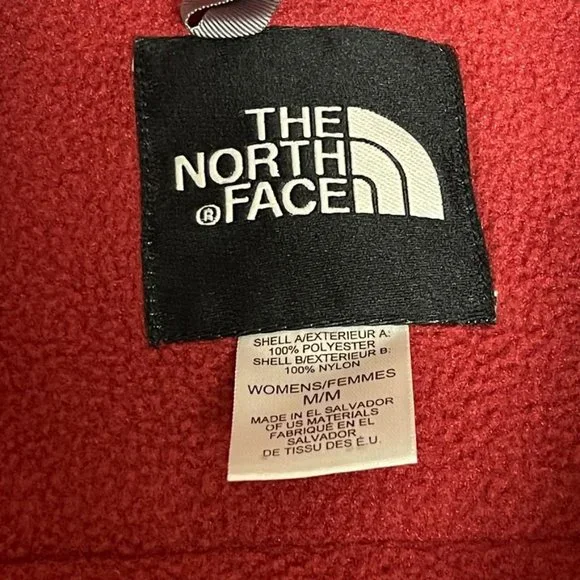 THE
NORTH
®FACE
SHELL A/EXTERIEUR A:
100% POLYESTER
SHELL B/EXTERIEUR B:
100% NYLON
WOMENS/FEMMES
M/M
MADE IN EL SALVADOR
OF US MATERIALS
FABRIQUÉ EN EL
SALVADOR
DE TISSU DES É.U.